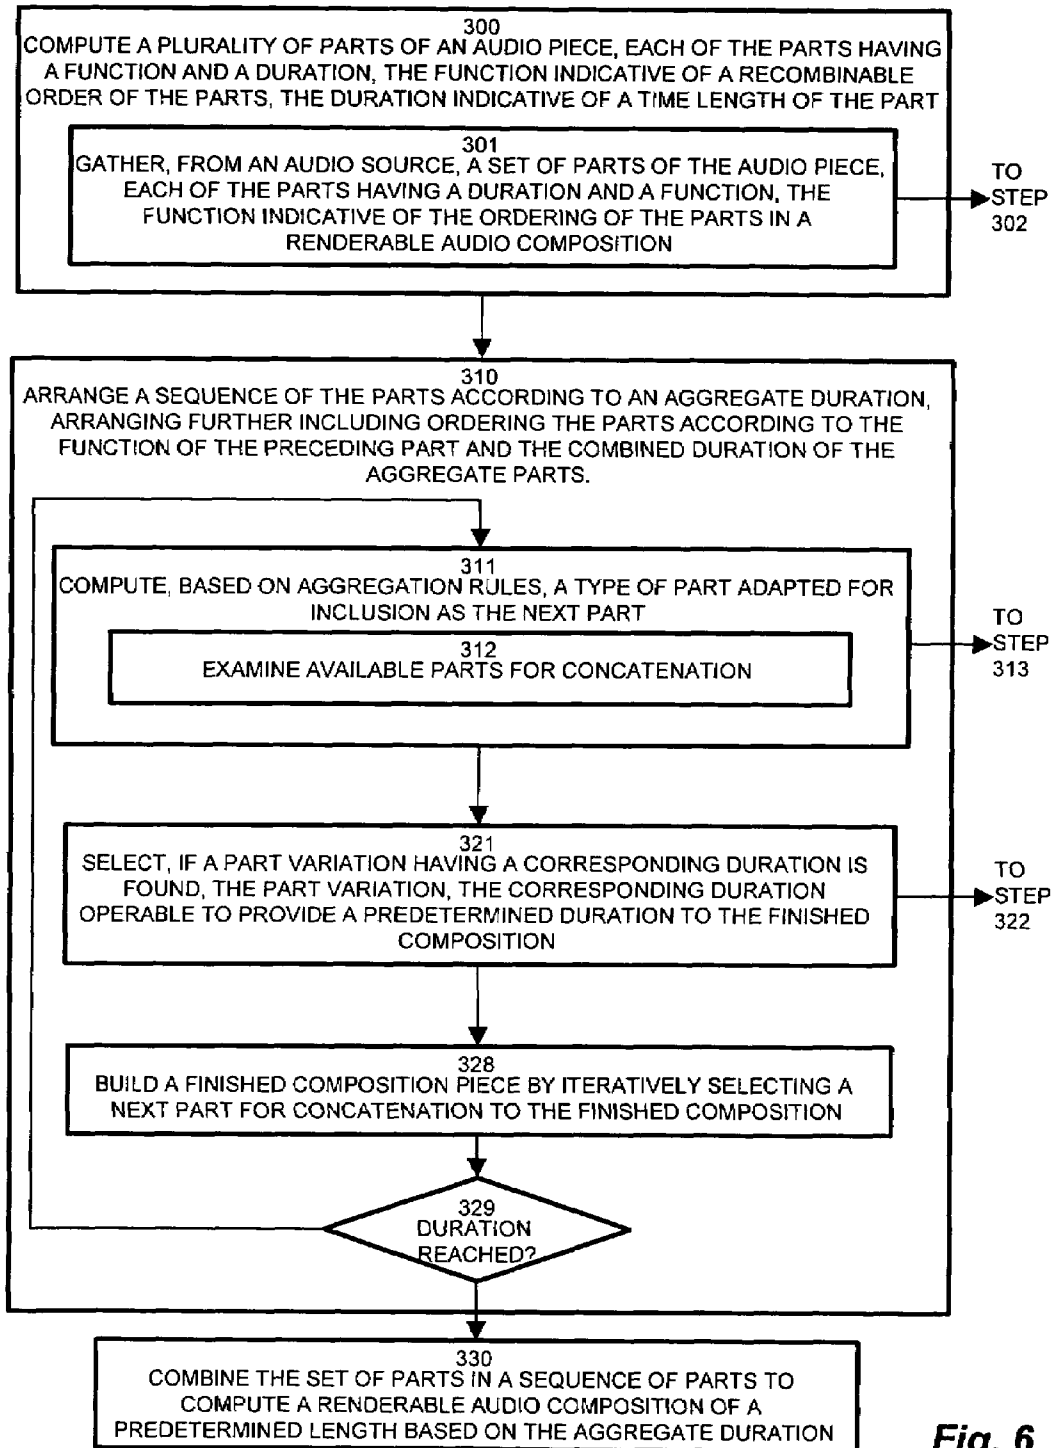 300
COMPUTE A PLURALITY OF PARTS OF AN AUDIO PIECE, EACH OF THE PARTS HAVING
A FUNCTION AND A DURATION, THE FUNCTION INDICATIVE OF A RECOMBINABLE
ORDER OF THE PARTS, THE DURATION INDICATIVE OF A TIME LENGTH OF THE PART
301
GATHER, FROM AN AUDIO SOURCE, A SET OF PARTS OF THE AUDIO PIECE,
EACH OF THE PARTS HAVING A DURATION AND A FUNCTION, THE
FUNCTION INDICATIVE OF THE ORDERING OF THE PARTS IN A
RENDERABLE AUDIO COMPOSITION
TO
STEP
302
310
ARRANGE A SEQUENCE OF THE PARTS ACCORDING TO AN AGGREGATE DURATION,
ARRANGING FURTHER INCLUDING ORDERING THE PARTS ACCORDING TO THE
FUNCTION OF THE PRECEDING PART AND THE COMBINED DURATION OF THE
AGGREGATE PARTS.
311
COMPUTE, BASED ON AGGREGATION RULES, A TYPE OF PART ADAPTED FOR
INCLUSION AS THE NEXT PART
312
EXAMINE AVAILABLE PARTS FOR CONCATENATION
TO
STEP
313
321
SELECT, IF A PART VARIATION HAVING A CORRESPONDING DURATION IS
FOUND, THE PART VARIATION, THE CORRESPONDING DURATION
OPERABLE TO PROVIDE A PREDETERMINED DURATION TO THE FINISHED
COMPOSITION
TO
STEP
322
328
BUILD A FINISHED COMPOSITION PIECE BY ITERATIVELY SELECTING A
NEXT PART FOR CONCATENATION TO THE FINISHED COMPOSITION
329
DURATION
REACHED?
330
COMBINE THE SET OF PARTS IN A SEQUENCE OF PARTS TO
COMPUTE A RENDERABLE AUDIO COMPOSITION OF A
PREDETERMINED LENGTH BASED ON THE AGGREGATE DURATION
Fig. 6